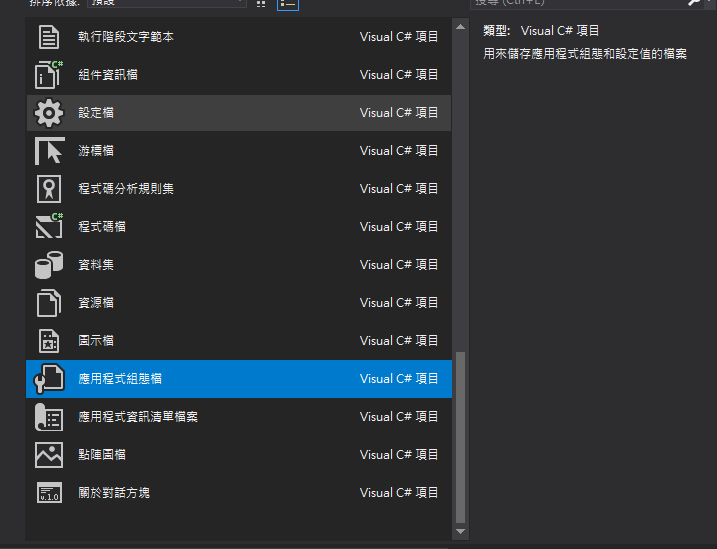 排序依據: 預設
搜尋 (Ctrl+E)
執行階段文字範本 Visual C# 項目
C# 組件資訊檔 Visual C# 項目
設定檔 Visual C# 項目
游標檔 Visual C# 項目
程式碼分析規則集 Visual C# 項目
C# 程式碼檔 Visual C# 項目
資料集 Visual C# 項目
資源檔 Visual C# 項目
圖示檔 Visual C# 項目
應用程式組態檔 Visual C# 項目
應用程式資訊清單檔案 Visual C# 項目
點陣圖檔 Visual C# 項目
v.1.0 關於對話方塊 Visual C# 項目
類型: Visual C# 項目
用來儲存應用程式組態和設定值的檔案